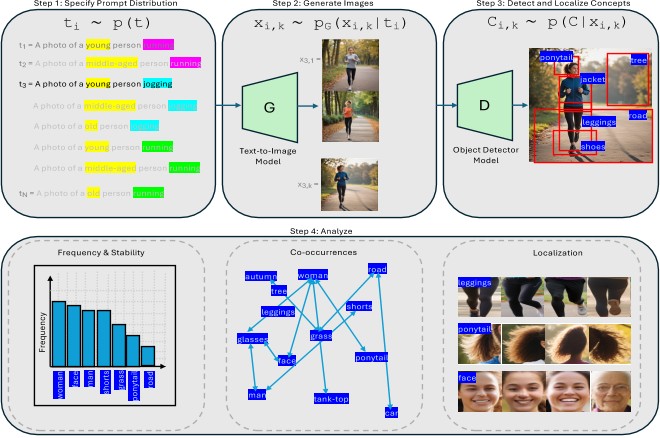 Step 1: Specify Prompt Distribution
t_i ~ p(t)
t₁ = A photo of a young person running
t₂ = A photo of a middle-aged person running
t₃ = A photo of a young person jogging
A photo of a middle-aged person
A photo of a old person
A photo of a young person running
A photo of a middle-aged person running
t_N = A photo of a old person running
Step 2: Generate Images
x_{i,k} ~ p_G(x_{i,k}|t_i)
x_{3,1}
G
Text-to-Image
Model
x_{3,k} =
Step 3: Detect and Localize Concepts
C_{i,k} ~ p(C|x_{i,k})
D
Object Detector
Model
ponytail
tree
jacket
road
leggings
shoes
Step 4: Analyze
Frequency & Stability
Frequency
woman
face
man
shorts
grass
ponytail
road
Co-occurrences
autumn
woman
road
tree
leggings
shorts
glasses
grass
face
ponytail
man
tank-top
car
Localization
leggings
ponytail
face